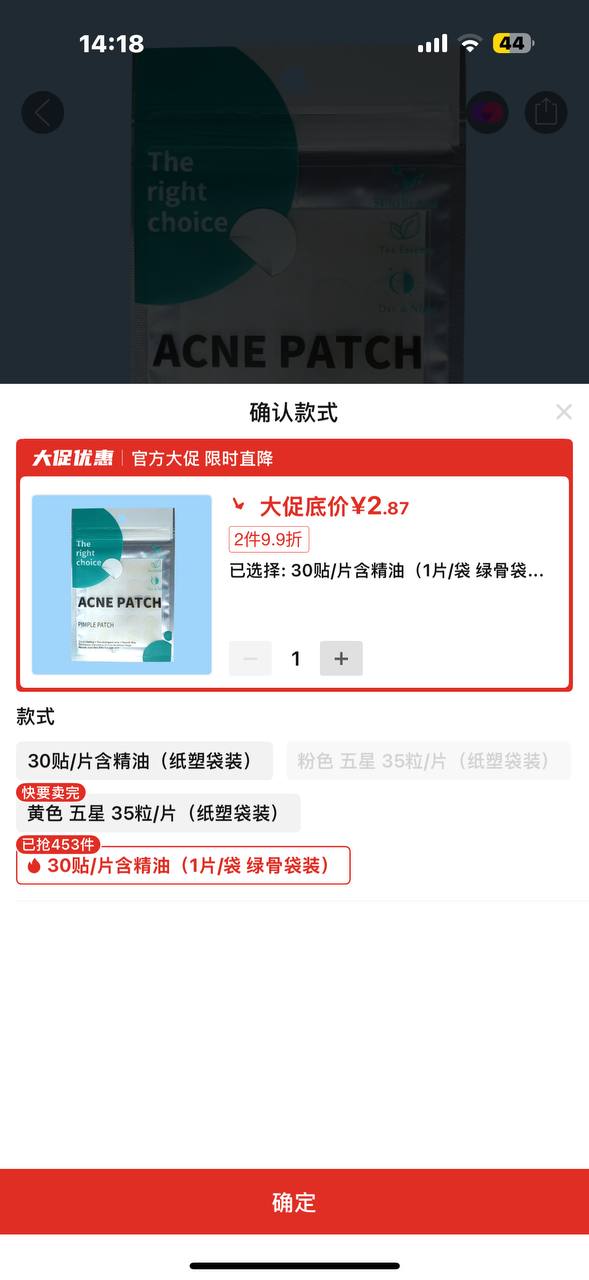 14:18
44
The
right
choice
ACNE PATCH
确认款式
大促优惠 官方大促 限时直降
大促底价¥2.87
2件9.9折
已选择: 30贴/片含精油（1片/袋 绿骨袋...
The
right
choice
ACNE PATCH
PIMPLE PATCH
1
款式
30贴/片含精油（纸塑袋装）
粉色 五星 35粒/片（纸塑袋装）
快要卖完
黄色 五星 35粒/片（纸塑袋装）
已抢453件
30贴/片含精油（1片/袋 绿骨袋装）
确定